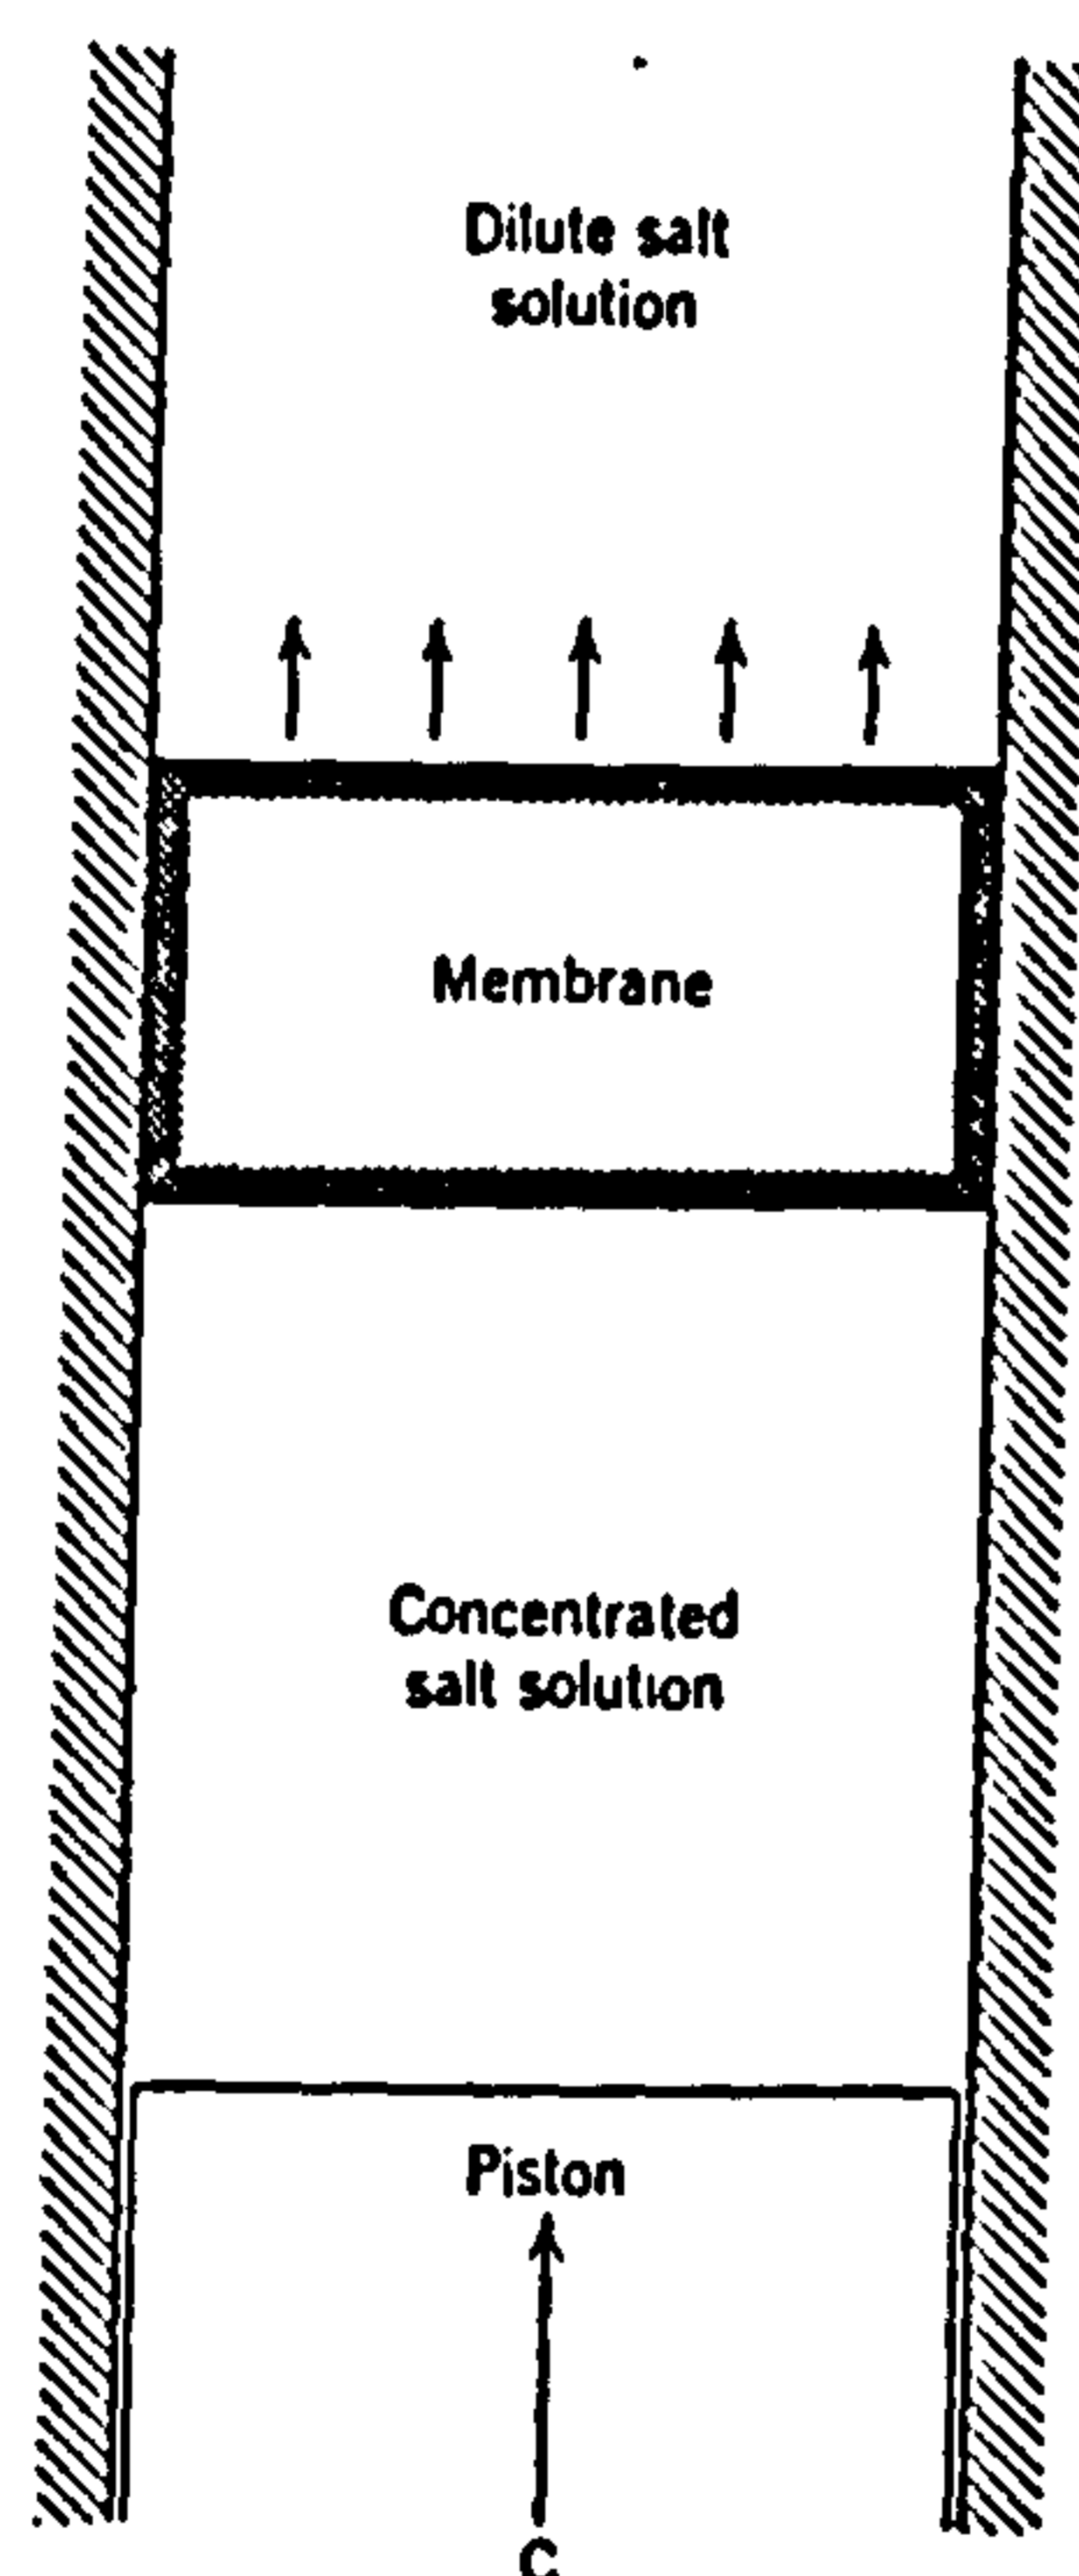 Dilute salt
solution
Membrane
Concentrated
salt solution
Piston
C